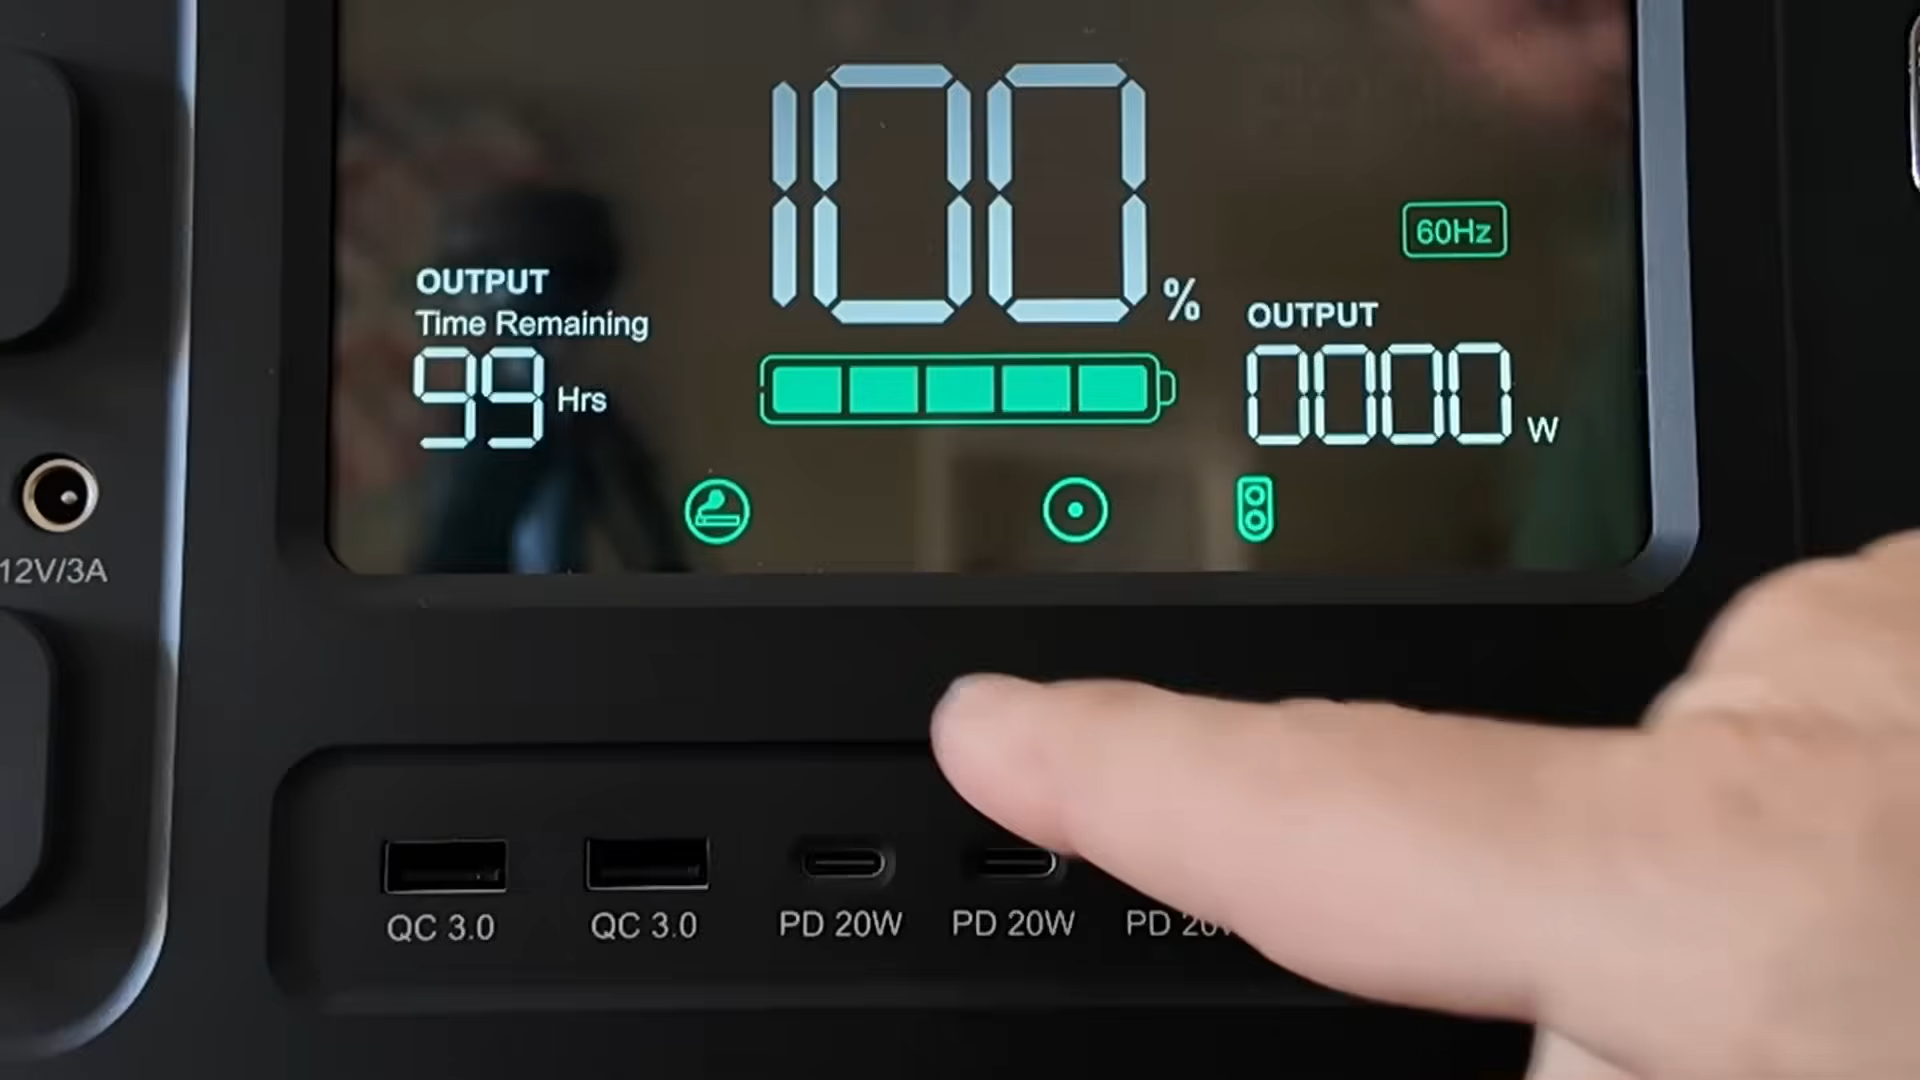 100 %
60Hz
OUTPUT
Time Remaining
99 Hrs
OUTPUT
0000 W
12V/3A
QC 3.0
QC 3.0
PD 20W
PD 20W
PD